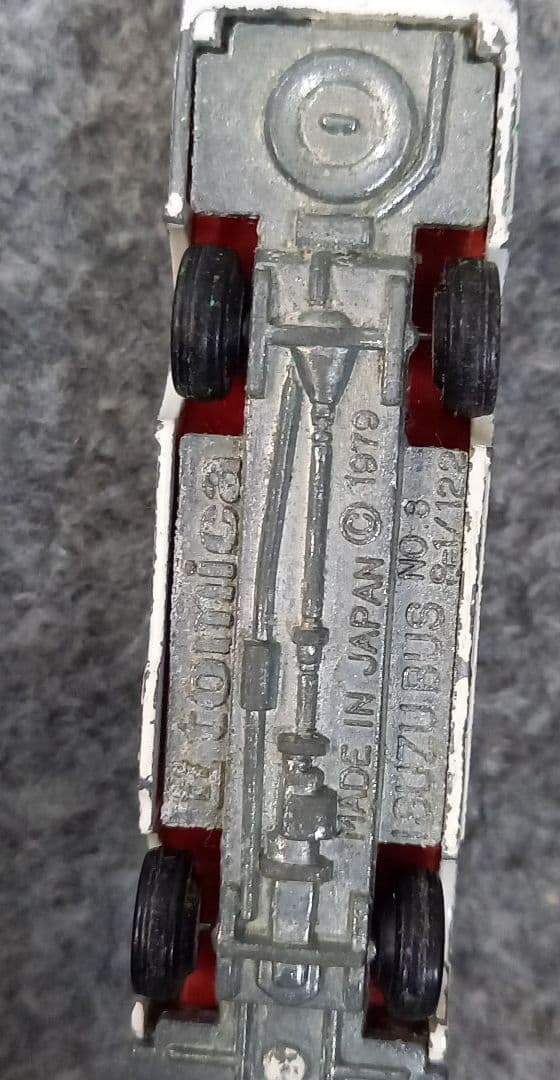 tomica
MADE IN JAPAN © 1979
ISUZU BUS NO 8
S=1/122